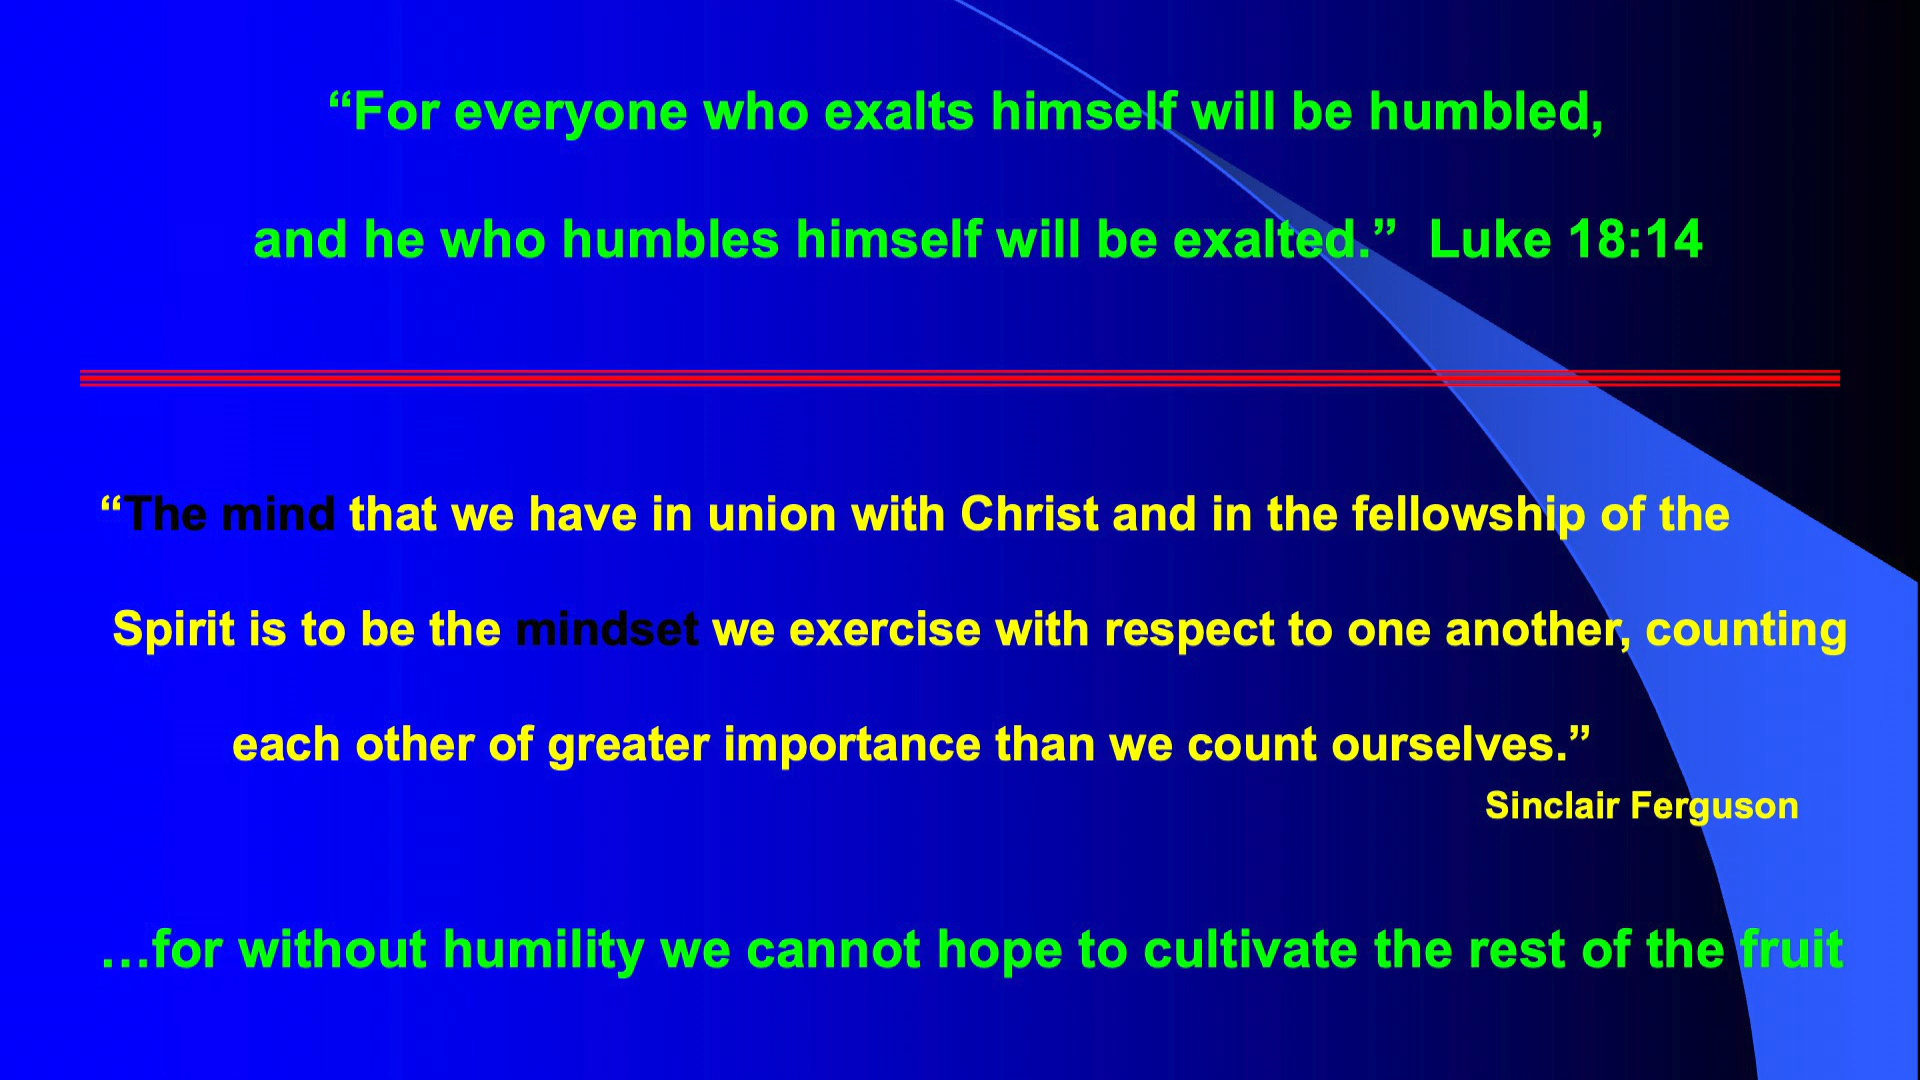 “For everyone who exalts himself will be humbled,
and he who humbles himself will be exalted.” Luke 18:14
“The mind that we have in union with Christ and in the fellowship of the
Spirit is to be the mindset we exercise with respect to one another, counting
each other of greater importance than we count ourselves.”
Sinclair Ferguson
…for without humility we cannot hope to cultivate the rest of the fruit